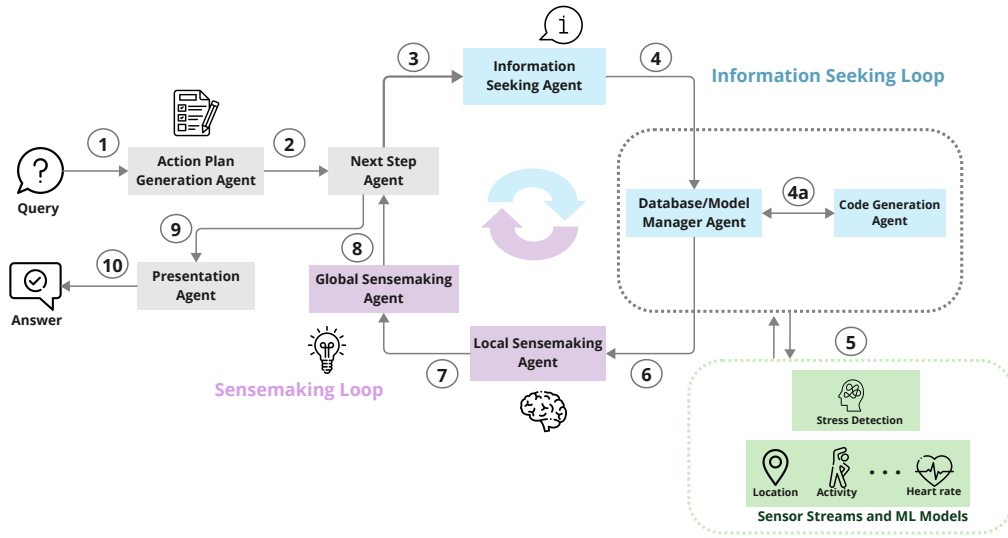 3
i
Information
Seeking Agent
4
Information Seeking Loop
1
2
Action Plan
Generation Agent
Next Step
Agent
?
Query
Database/Model
Manager Agent
4a
Code Generation
Agent
9
8
10
Presentation
Agent
Global Sensemaking
Agent
Answer
Local Sensemaking
Agent
7
6
5
Sensemaking Loop
Stress Detection
Location
Activity
...
Heart rate
Sensor Streams and ML Models